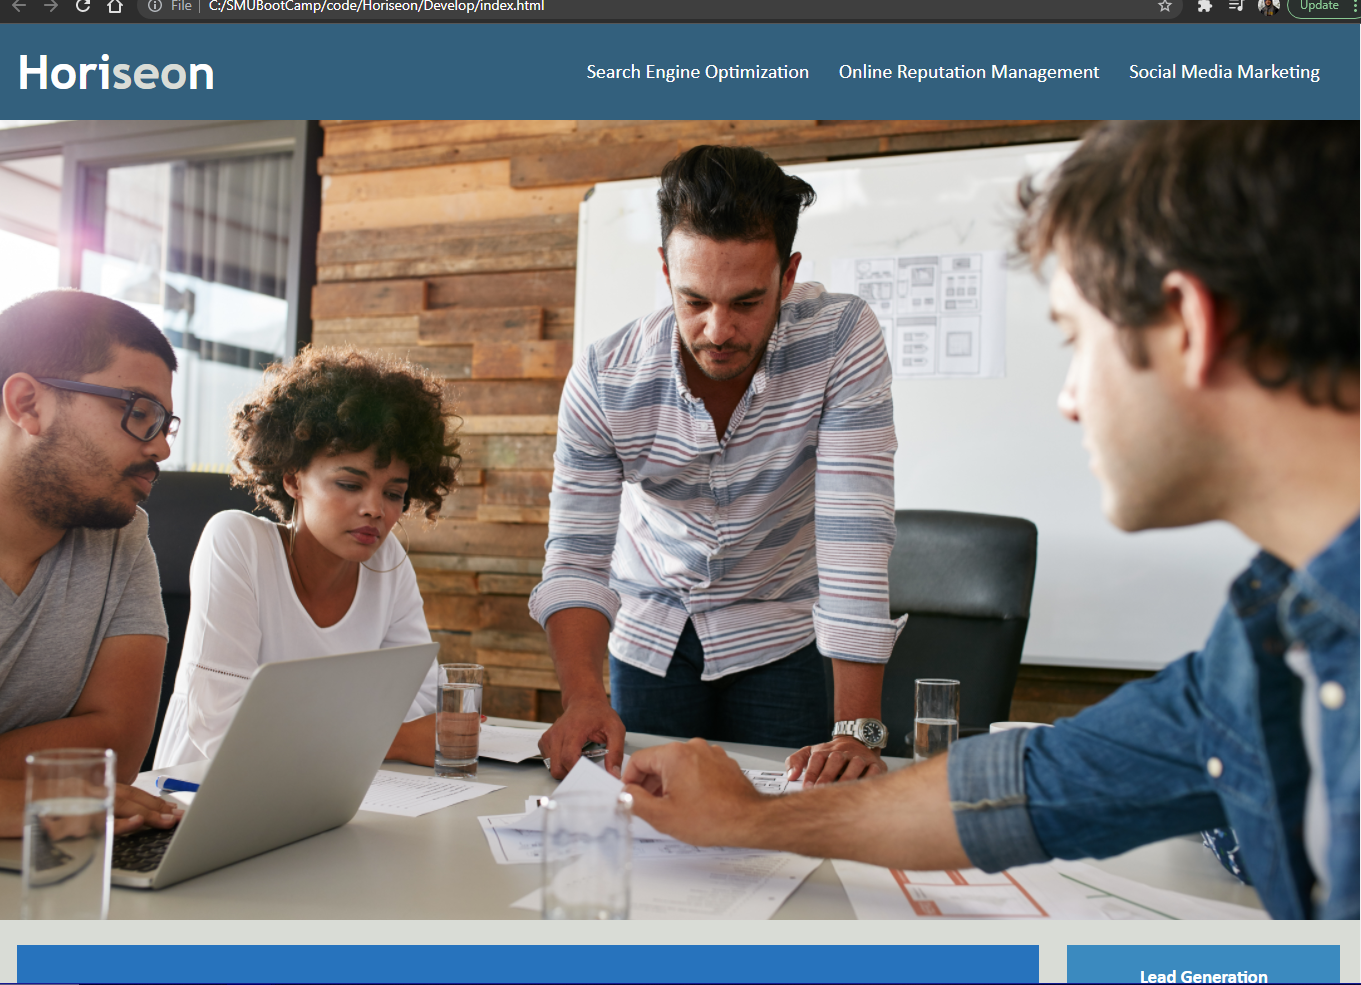 File C:/SMUBootCamp/code/Horiseon/Develop/index.html Update
Horiseon Search Engine Optimization Online Reputation Management Social Media Marketing
Lead Generation